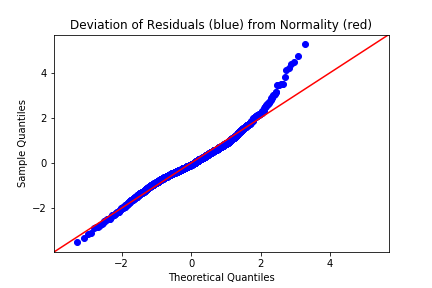 Deviation of Residuals (blue) from Normality (red)
Sample Quantiles
4
2
0
−2
−2
0
2
4
Theoretical Quantiles